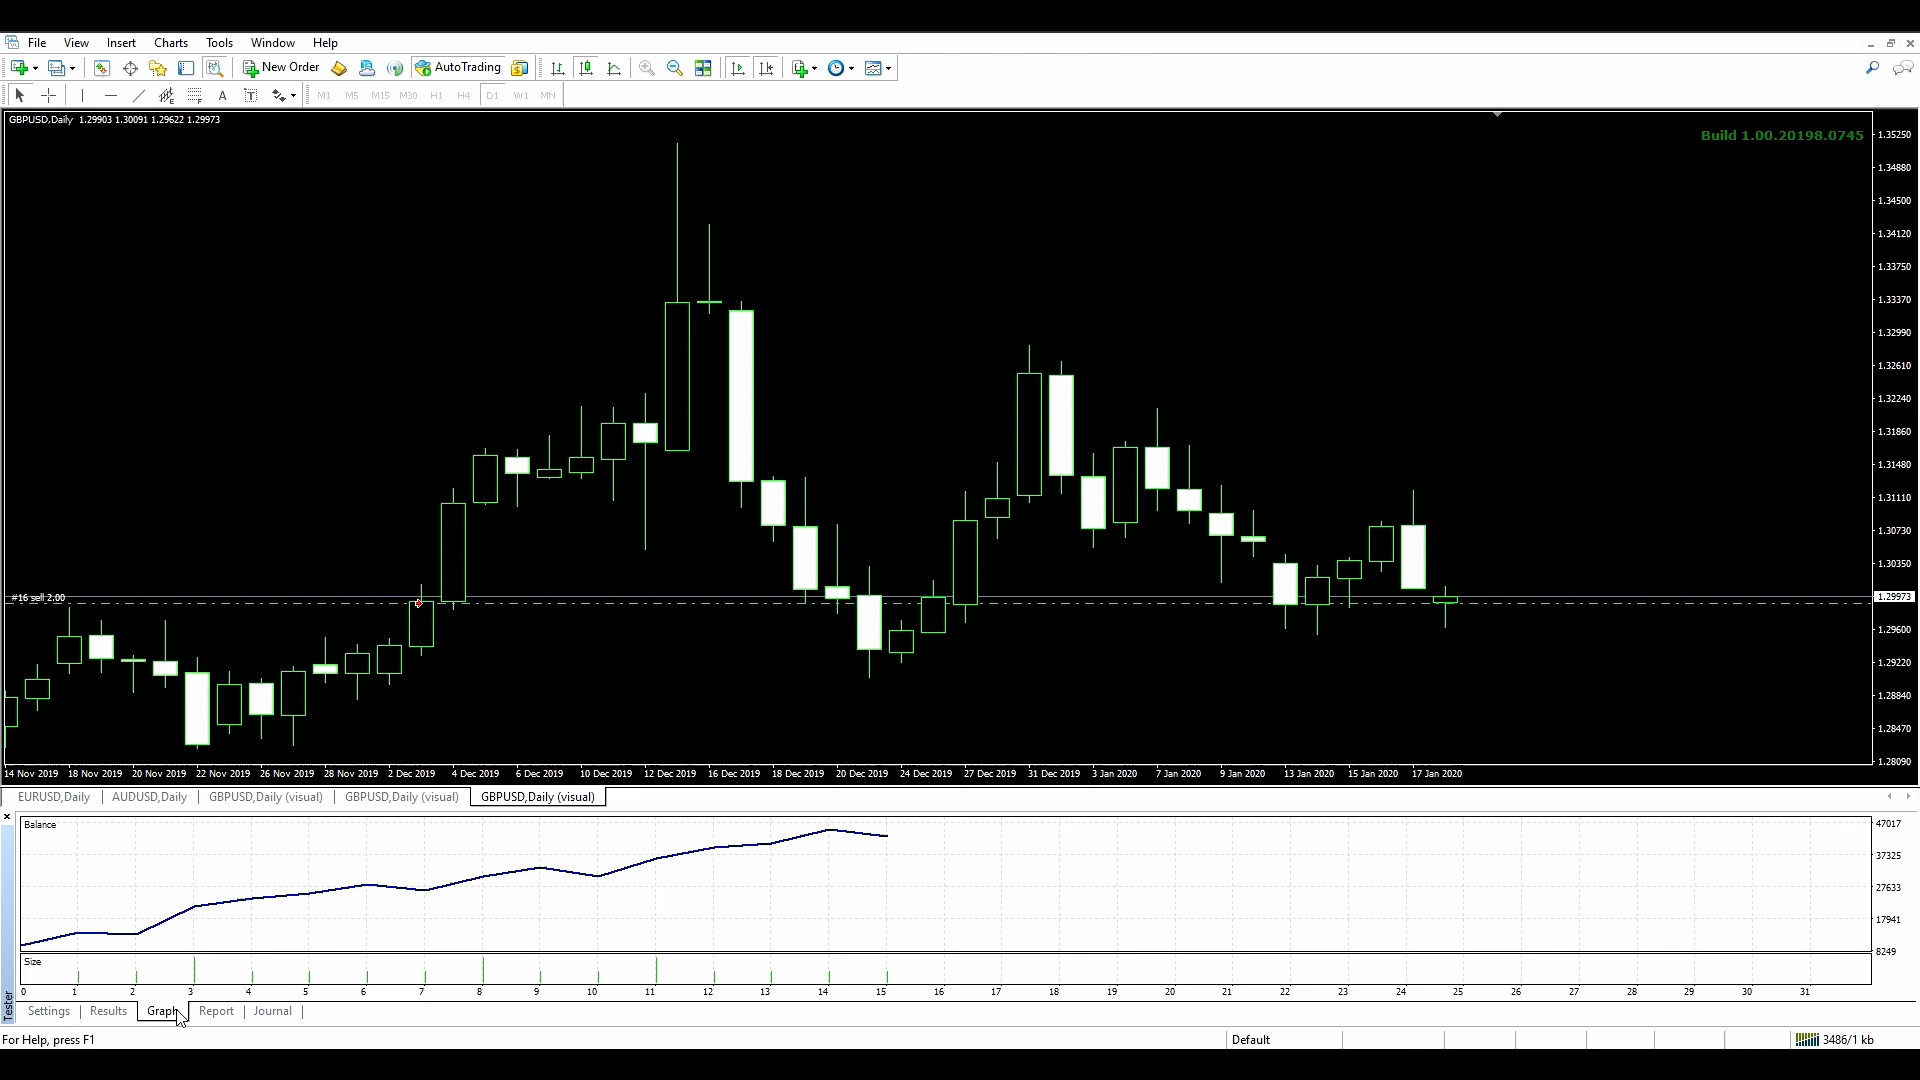 File View Insert Charts Tools Window Help
New Order AutoTrading
A T M1 M5 M15 M30 H1 H4 D1 W1 MN
GBPUSD,Daily 1.29903 1.30091 1.29622 1.29973
Build 1.00.20198.0745
1.35250
1.34880
1.34500
1.34120
1.33750
1.33370
1.32990
1.32610
1.32240
1.31860
1.31480
1.31110
1.30730
1.30350
#16 sell 2.00
1.29973
1.29600
1.29220
1.28840
1.28470
1.28090
14 Nov 2019 18 Nov 2019 20 Nov 2019 22 Nov 2019 26 Nov 2019 28 Nov 2019 2 Dec 2019 4 Dec 2019 6 Dec 2019 10 Dec 2019 12 Dec 2019 16 Dec 2019 18 Dec 2019 20 Dec 2019 24 Dec 2019 27 Dec 2019 31 Dec 2019 3 Jan 2020 7 Jan 2020 9 Jan 2020 13 Jan 2020 15 Jan 2020 17 Jan 2020
EURUSD,Daily AUDUSD,Daily GBPUSD,Daily (visual) GBPUSD,Daily (visual) GBPUSD,Daily (visual)
Balance
47017
37325
27633
17941
8249
Size
0 1 2 3 4 5 6 7 8 9 10 11 12 13 14 15 16 17 18 19 20 21 22 23 24 25 26 27 28 29 30 31
Tester
Settings Results Graph Report Journal
For Help, press F1
Default
3486/1 kb